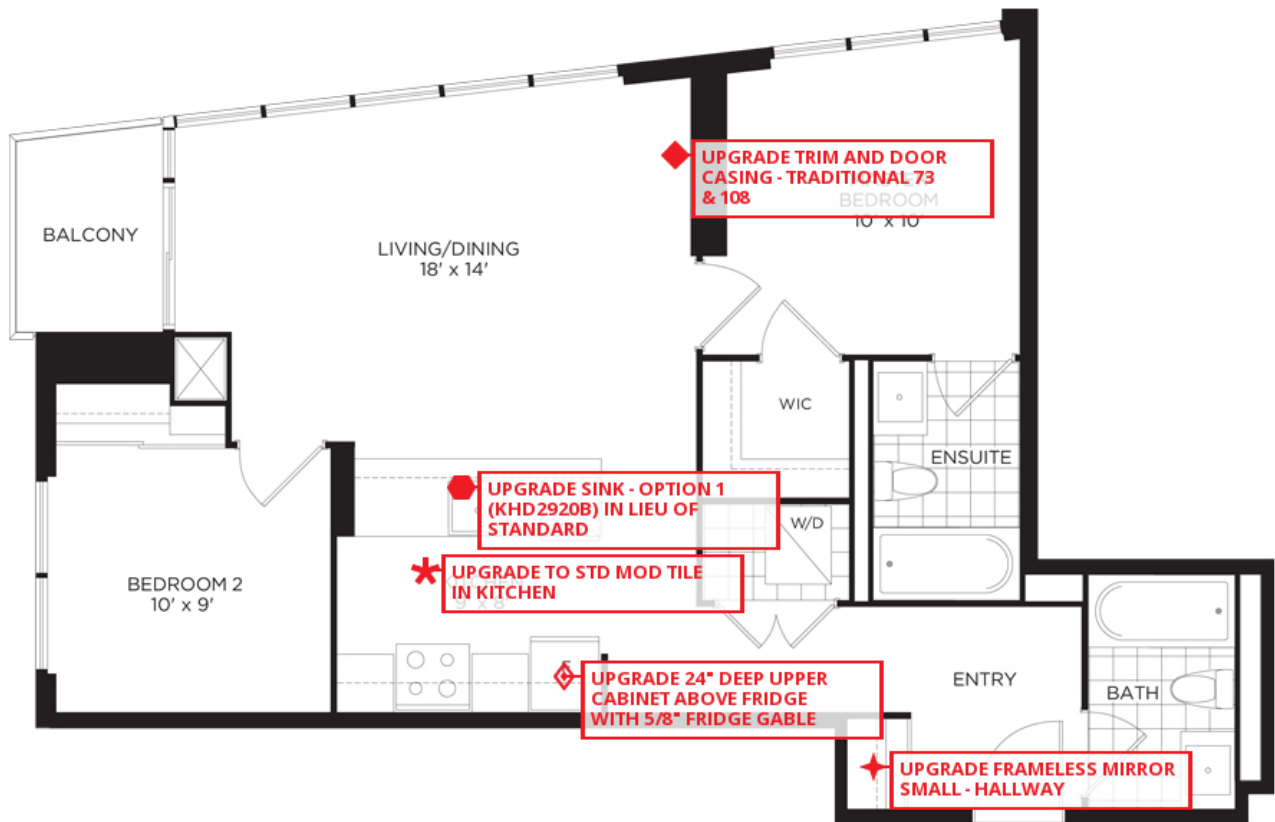 UPGRADE TRIM AND DOOR
CASING - TRADITIONAL 73
& 108
BEDROOM
10' x 10'
BALCONY
LIVING/DINING
18' x 14'
WIC
ENSUITE
UPGRADE SINK - OPTION 1
(KHD2920B) IN LIEU OF
STANDARD
W/D
UPGRADE TO STD MOD TILE
IN KITCHEN
KITCHEN
9' x 8'
BEDROOM 2
10' x 9'
F
UPGRADE 24" DEEP UPPER
CABINET ABOVE FRIDGE
WITH 5/8" FRIDGE GABLE
ENTRY
BATH
UPGRADE FRAMELESS MIRROR
SMALL - HALLWAY